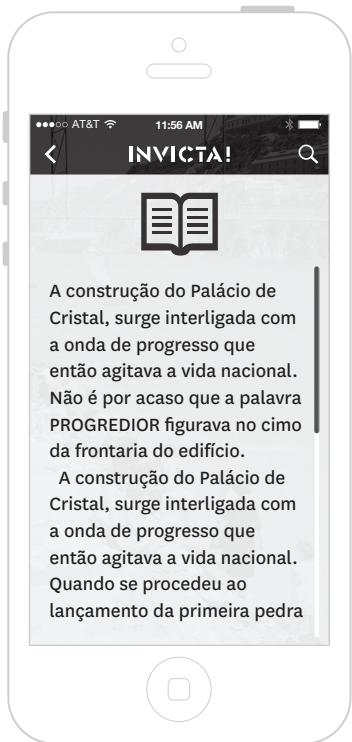 AT&T 11:56 AM
INVICTA!
A construção do Palácio de
Cristal, surge interligada com
a onda de progresso que
então agitava a vida nacional.
Não é por acaso que a palavra
PROGREDIOR figurava no cimo
da frontaria do edifício.
A construção do Palácio de
Cristal, surge interligada com
a onda de progresso que
então agitava a vida nacional.
Quando se procedeu ao
lançamento da primeira pedra